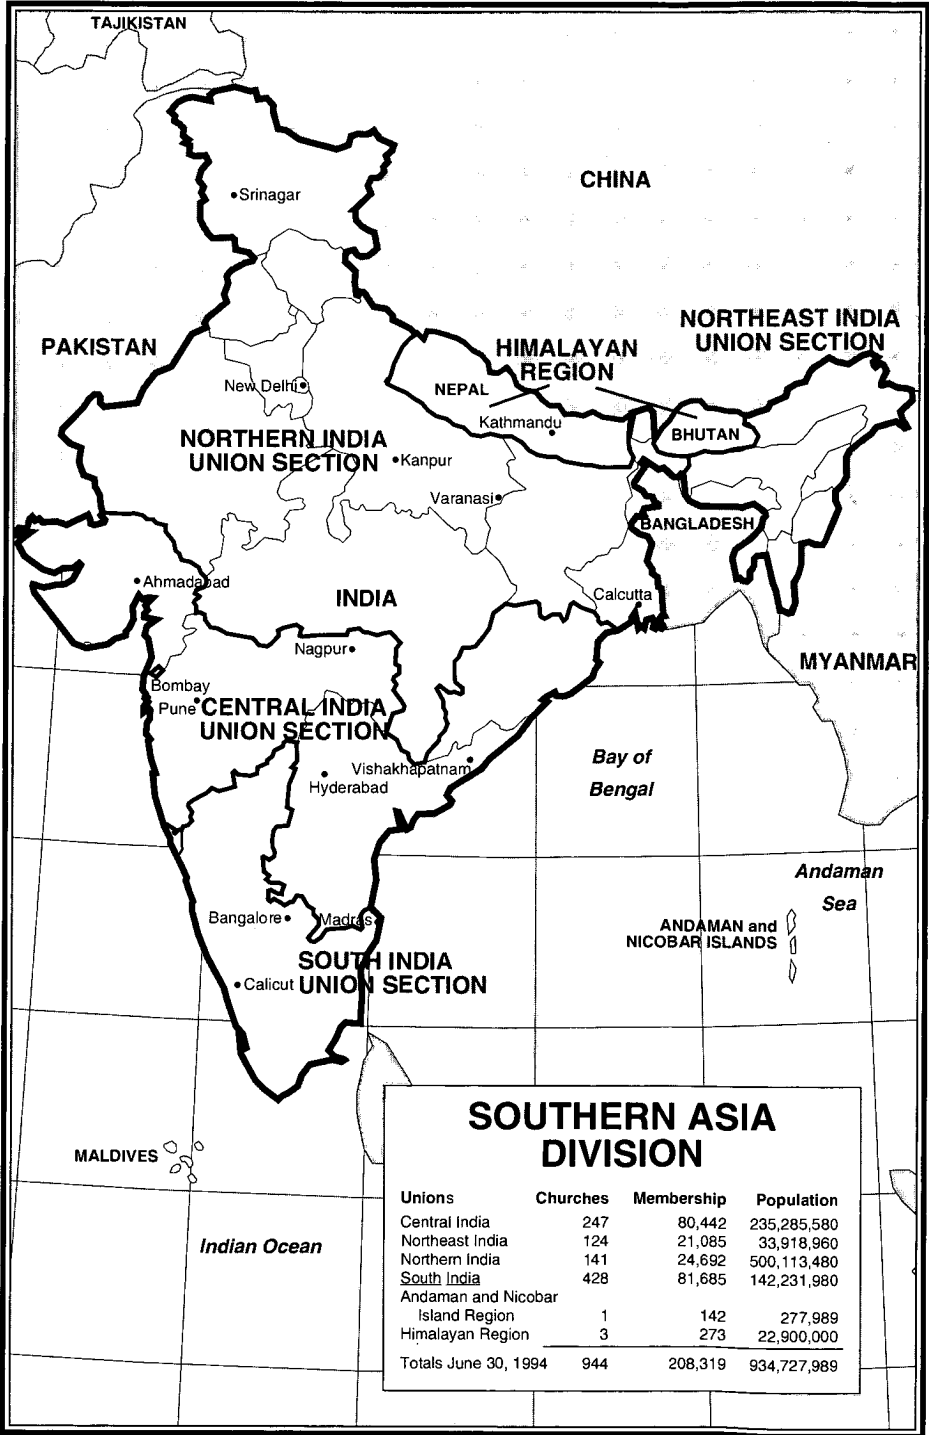 TAJIKISTAN
CHINA
Srinagar
PAKISTAN
NORTHEAST INDIA
UNION SECTION
HIMALAYAN
REGION
NEPAL
New Delhi
Kathmandu
BHUTAN
NORTHERN INDIA
UNION SECTION
Kanpur
Varanasi
BANGLADESH
Ahmadabad
INDIA
Calcutta
Nagpur
MYANMAR
Bombay
Pune
CENTRAL INDIA
UNION SECTION
Vishakhapatnam
Hyderabad
Bay of
Bengal
Andaman
Sea
Bangalore
Madras
ANDAMAN and
NICOBAR ISLANDS
SOUTH INDIA
UNION SECTION
Calicut
MALDIVES
Indian Ocean
SOUTHERN ASIA
DIVISION
Unions Churches Membership Population
Central India 247 80,442 235,285,580
Northeast India 124 21,085 33,918,960
Northern India 141 24,692 500,113,480
South India 428 81,685 142,231,980
Andaman and Nicobar
Island Region 1 142 277,989
Himalayan Region 3 273 22,900,000
Totals June 30, 1994 944 208,319 934,727,989